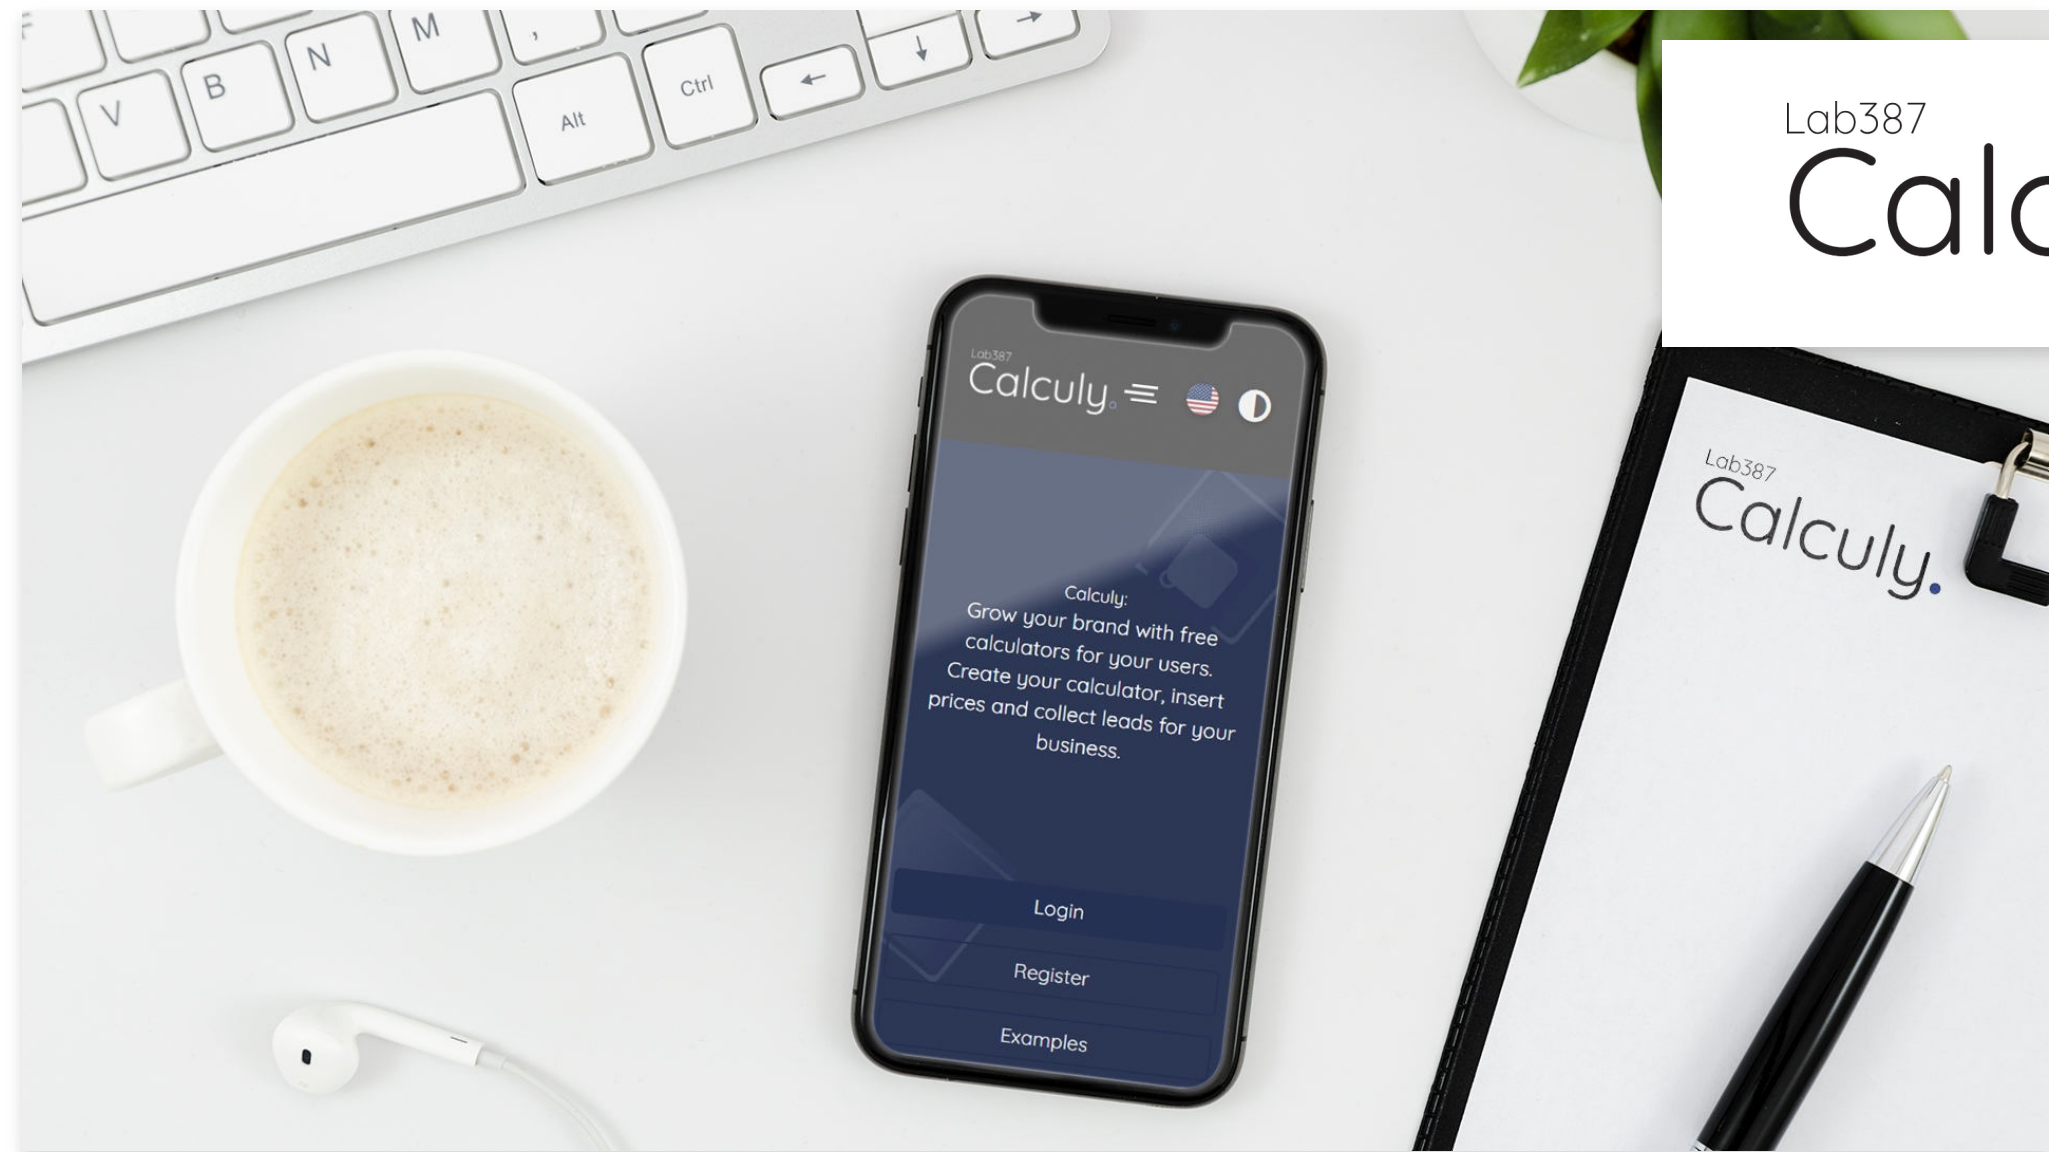 F
V
B
N
M
,
Alt
Ctrl
←
↓
→
Lab387
Calc
Lab387
Calculy.
Calculy:
Grow your brand with free
calculators for your users.
Create your calculator, insert
prices and collect leads for your
business.
Login
Register
Examples
Lab387
Calculy.